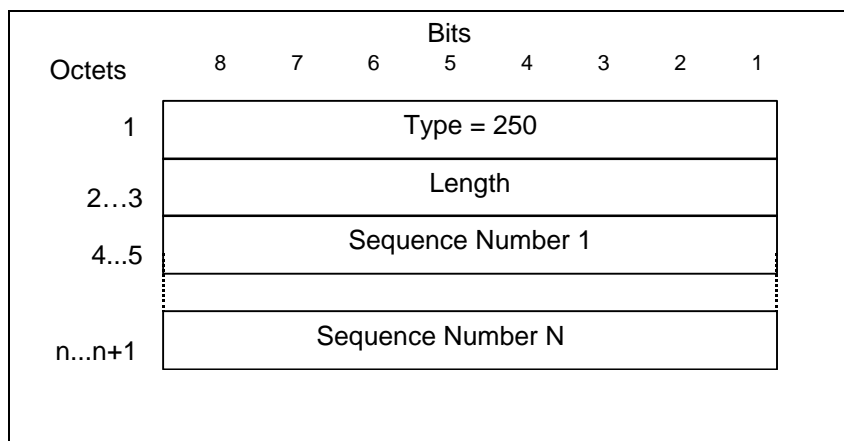 Bits
Octets 8 7 6 5 4 3 2 1
1 Type = 250
2…3 Length
4...5 Sequence Number 1
n...n+1 Sequence Number N